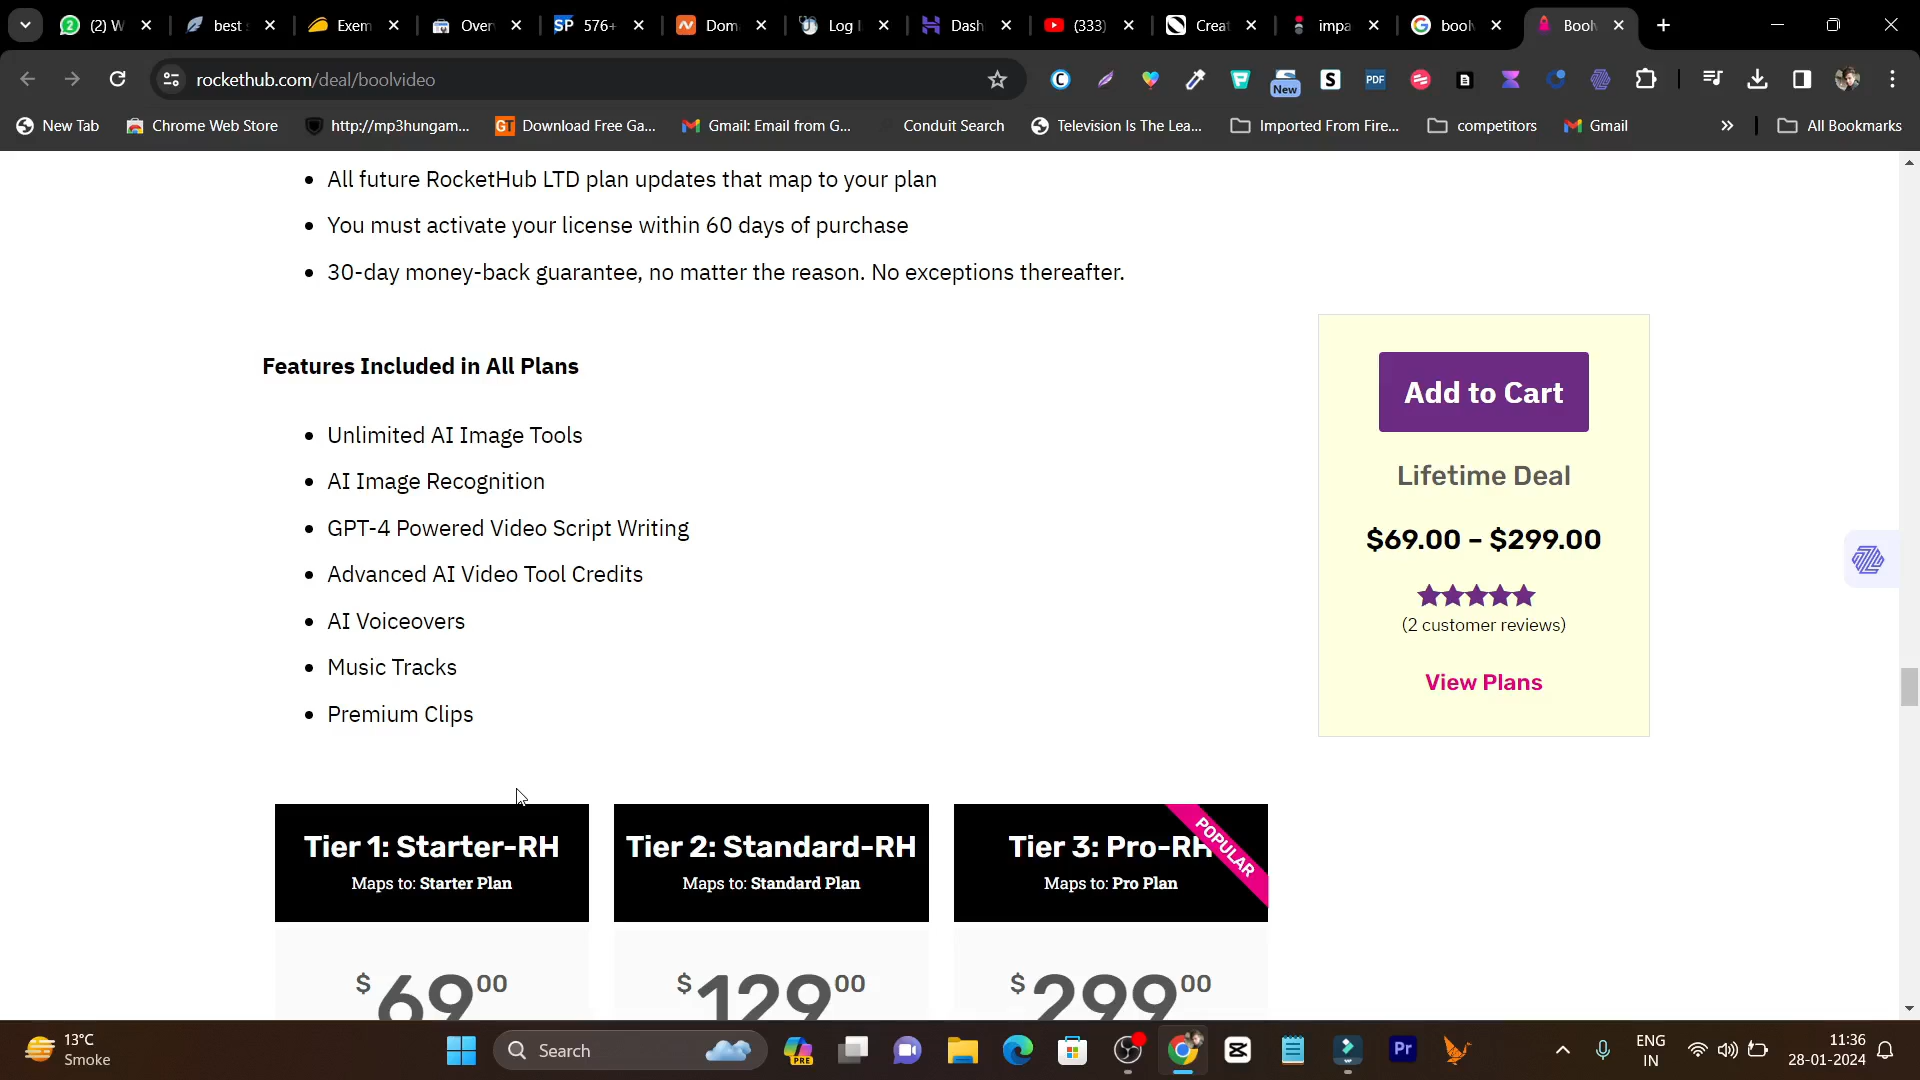 (2) W
best
Exem
Over
SP 576+
Dom
Log I
Dash
(333)
Creat
impa
boolv
Boolv
rockethub.com/deal/boolvideo
New
PDF
New Tab
Chrome Web Store
http://mp3hungam...
GT Download Free Ga...
Gmail: Email from G...
Conduit Search
Television Is The Lea...
Imported From Fire...
competitors
Gmail
All Bookmarks
All future RocketHub LTD plan updates that map to your plan
You must activate your license within 60 days of purchase
30-day money-back guarantee, no matter the reason. No exceptions thereafter.
Features Included in All Plans
Unlimited AI Image Tools
AI Image Recognition
GPT-4 Powered Video Script Writing
Advanced AI Video Tool Credits
AI Voiceovers
Music Tracks
Premium Clips
Add to Cart
Lifetime Deal
$69.00 – $299.00
(2 customer reviews)
View Plans
Tier 1: Starter-RH
Maps to: Starter Plan
$69.00
Tier 2: Standard-RH
Maps to: Standard Plan
$129.00
Tier 3: Pro-RH
POPULAR
Maps to: Pro Plan
$299.00
13°C
Smoke
Search
PRE
Pr
ENG
IN
11:36
28-01-2024